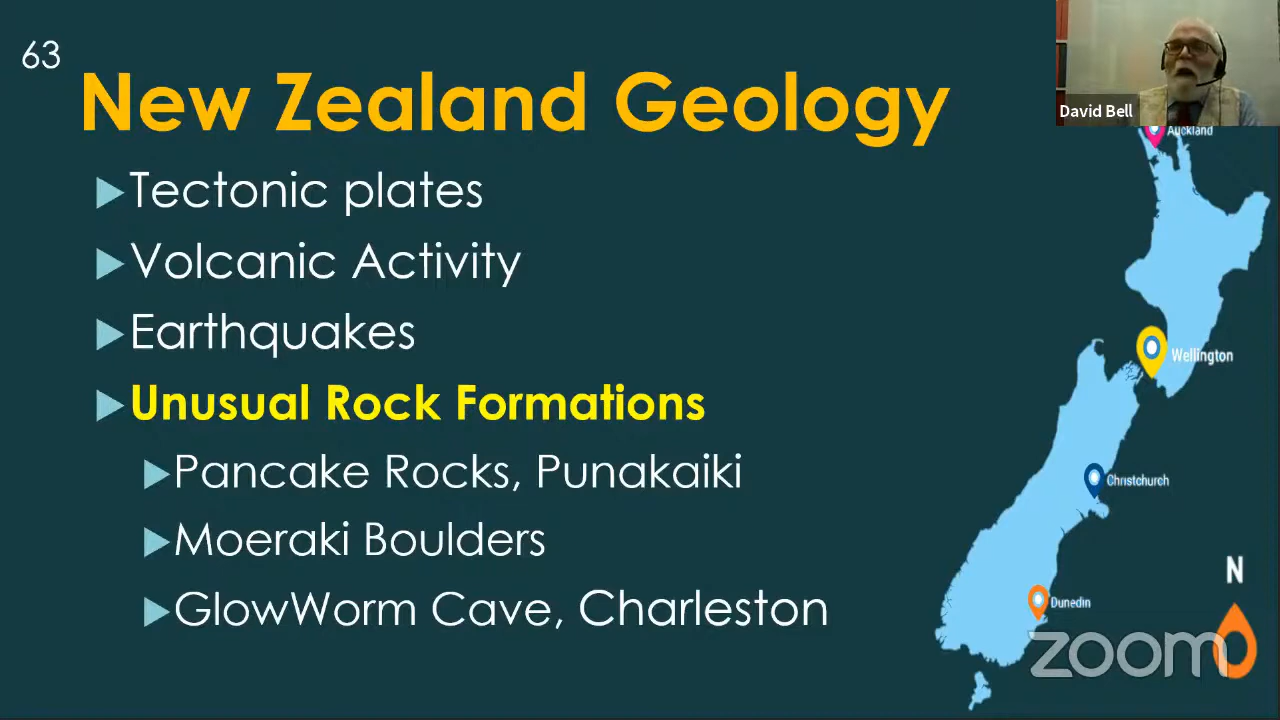 63
New Zealand Geology
David Bell
Auckland
Tectonic plates
Volcanic Activity
Earthquakes
Wellington
Unusual Rock Formations
Pancake Rocks, Punakaiki
Christchurch
Moeraki Boulders
GlowWorm Cave, Charleston
N
Dunedin
zoom